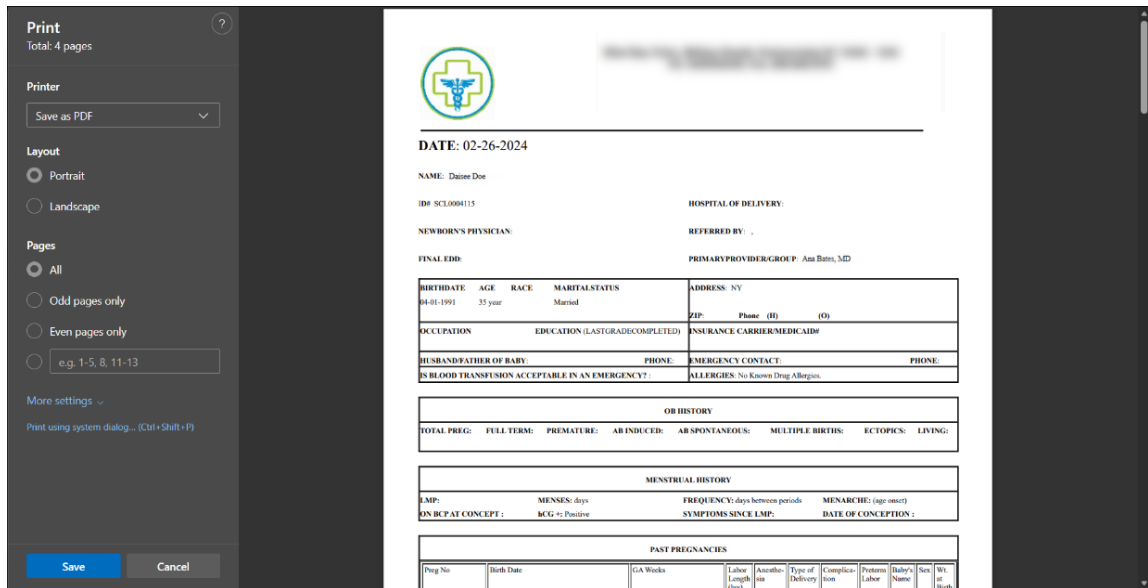 Print
Total: 4 pages
?
Printer
Save as PDF
Layout
Portrait
Landscape
Pages
All
Odd pages only
Even pages only
e.g. 1-5, 8, 11-13
More settings
Print using system dialog... (Ctrl+Shift+P)
Save Cancel
DATE: 02-26-2024
NAME: Daisee Doe
ID# SCL0004115 HOSPITAL OF DELIVERY:
NEWBORN'S PHYSICIAN: REFERRED BY: ,
FINAL EDD: PRIMARYPROVIDER/GROUP: Ana Bates, MD
BIRTHDATE AGE RACE MARITALSTATUS ADDRESS: NY
04-01-1991 35 year Married
ZIP: Phone (H) (O)
OCCUPATION EDUCATION (LASTGRADECOMPLETED) INSURANCE CARRIER/MEDICAID#
HUSBAND/FATHER OF BABY: PHONE: EMERGENCY CONTACT: PHONE:
IS BLOOD TRANSFUSION ACCEPTABLE IN AN EMERGENCY? : ALLERGIES: No Known Drug Allergies.
OB HISTORY
TOTAL PREG: FULL TERM: PREMATURE: AB INDUCED: AB SPONTANEOUS: MULTIPLE BIRTHS: ECTOPICS: LIVING:
MENSTRUAL HISTORY
LMP: MENSES: days FREQUENCY: days between periods MENARCHE: (age onset)
ON BCP AT CONCEPT : hCG +: Positive SYMPTOMS SINCE LMP: DATE OF CONCEPTION :
PAST PREGNANCIES
Preg No Birth Date GA Weeks Labor Anesthe- Type of Complica- Preterm Baby's Sex Wt.
Length sia Delivery tion Labor Name at
(hrs) Birth